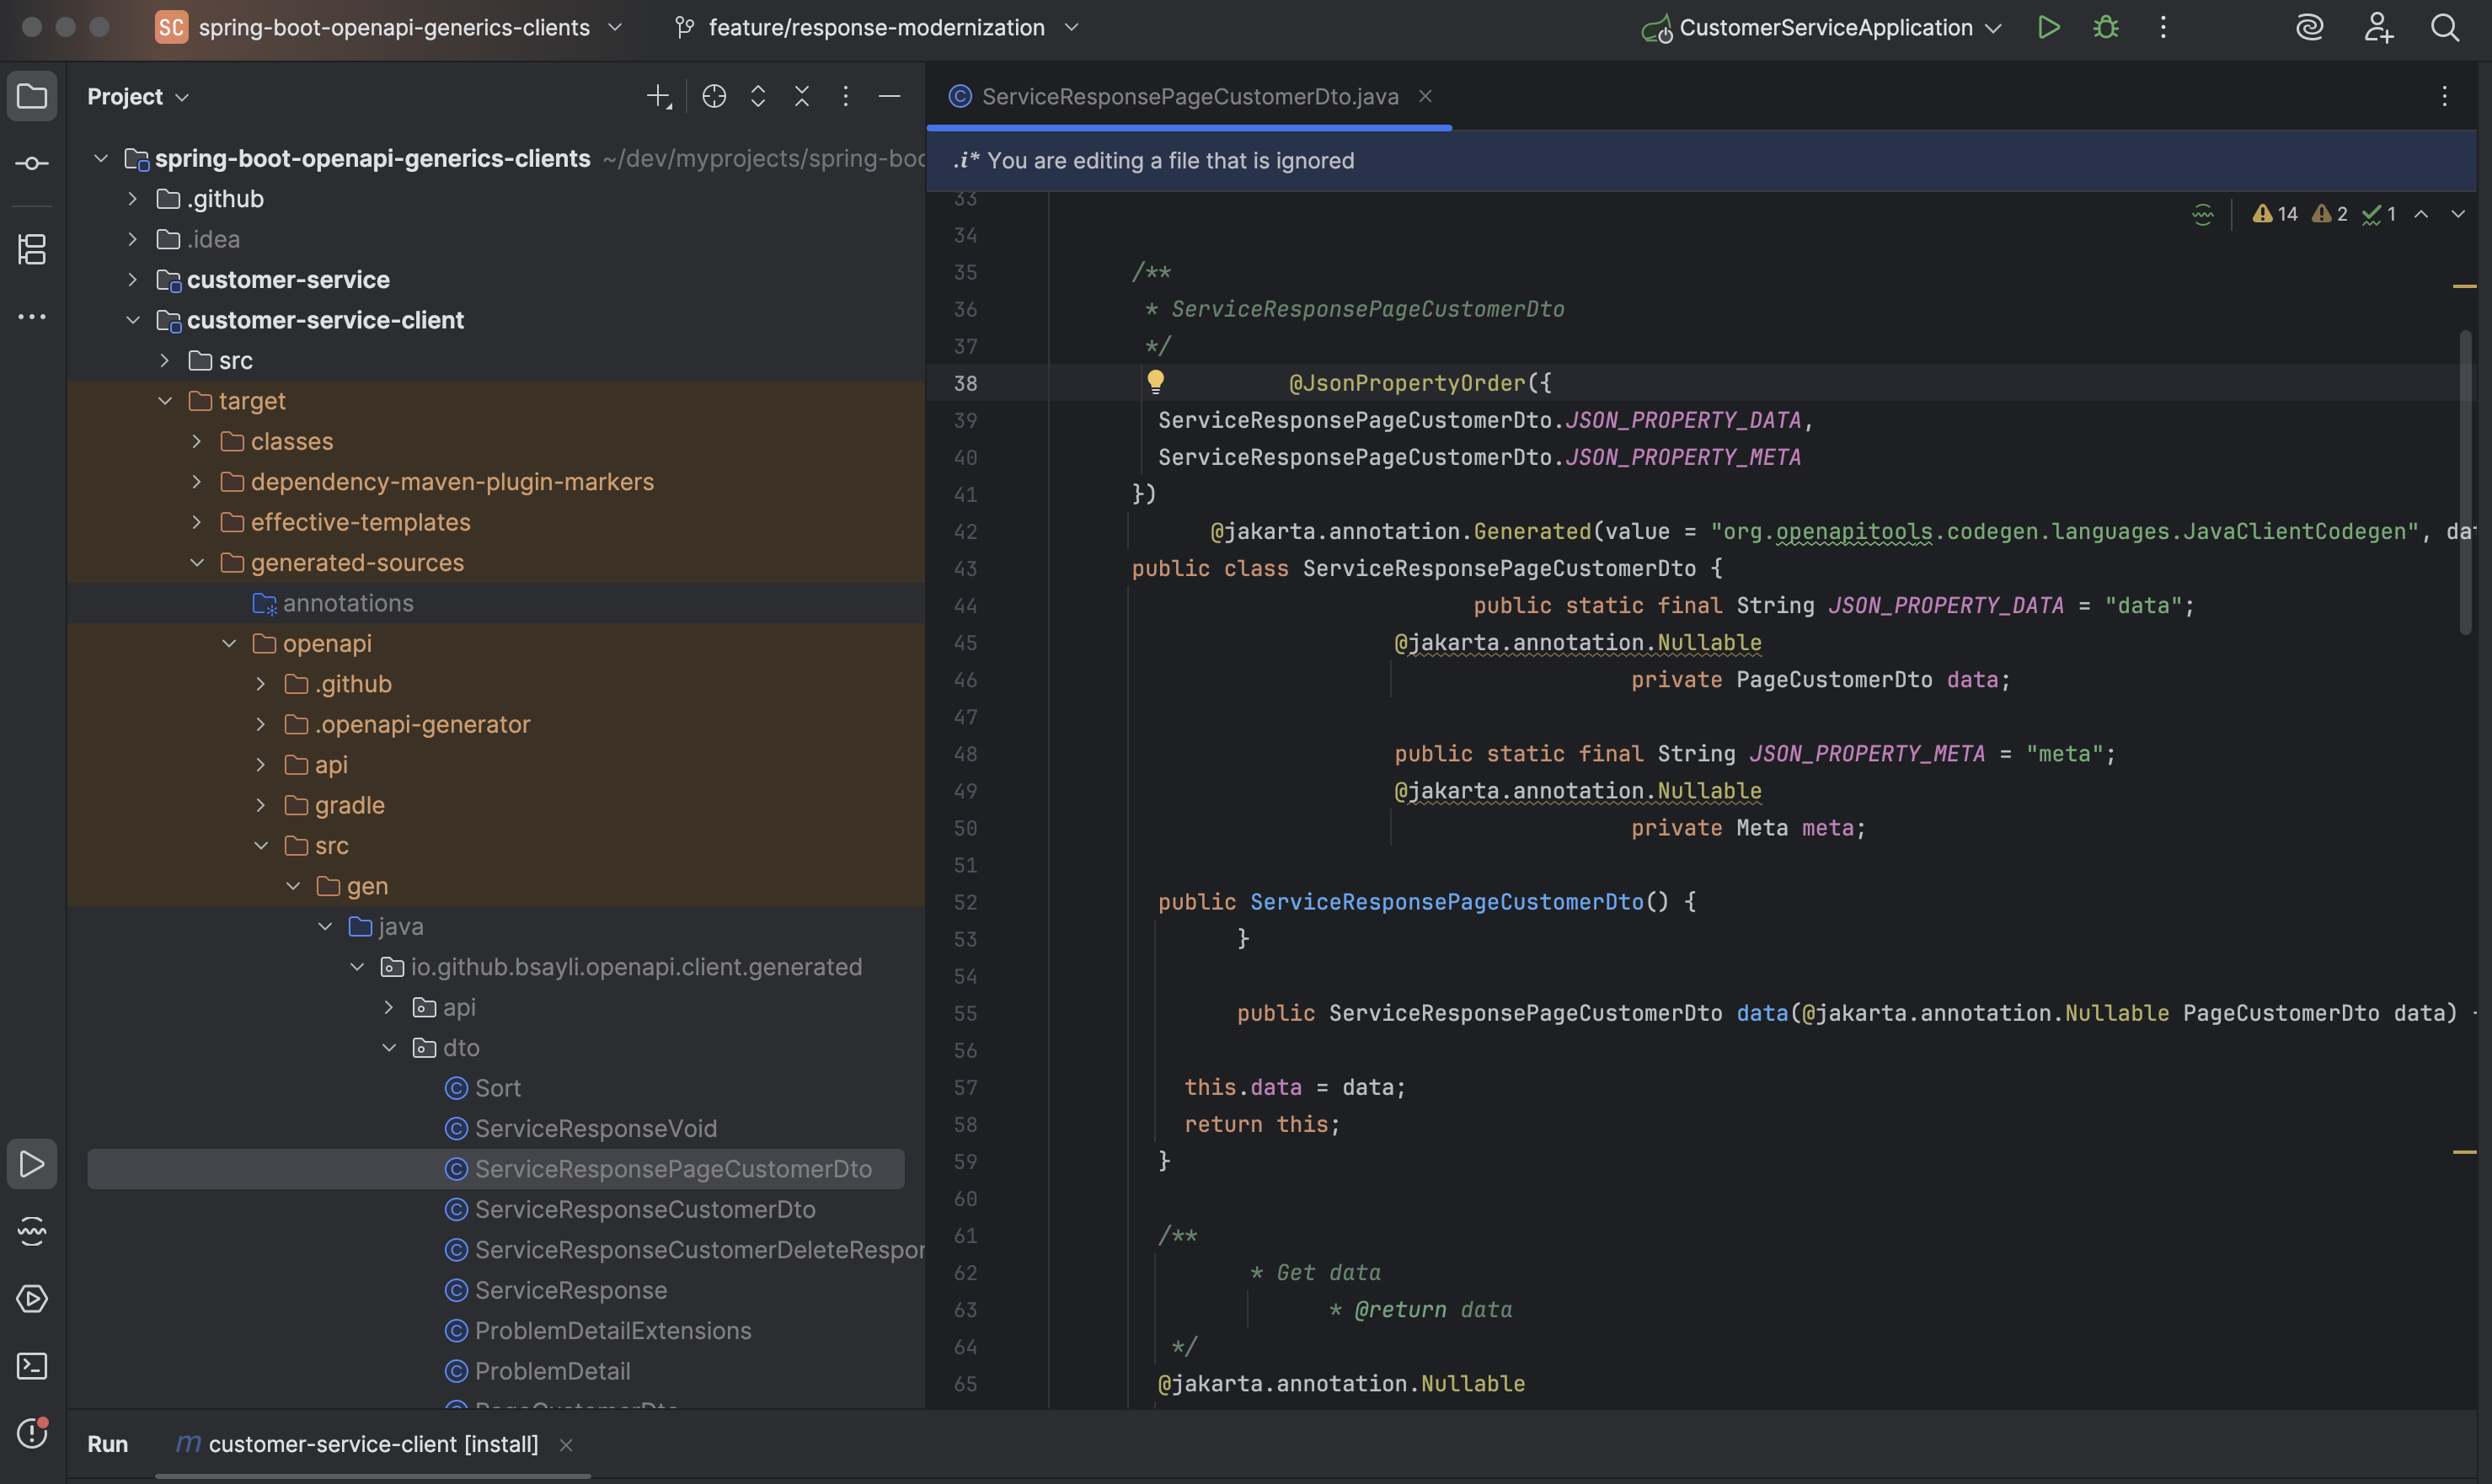 SC spring-boot-openapi-generics-clients feature/response-modernization CustomerServiceApplication
Project
spring-boot-openapi-generics-clients ~/dev/myprojects/spring-boo
.github
.idea
customer-service
customer-service-client
src
target
classes
dependency-maven-plugin-markers
effective-templates
generated-sources
annotations
openapi
.github
.openapi-generator
api
gradle
src
gen
java
io.github.bsayli.openapi.client.generated
api
dto
Sort
ServiceResponseVoid
ServiceResponsePageCustomerDto
ServiceResponseCustomerDto
ServiceResponseCustomerDeleteRespon
ServiceResponse
ProblemDetailExtensions
ProblemDetail
ServiceResponsePageCustomerDto.java
.i* You are editing a file that is ignored
14 2 1
33
34
35 /**
36 * ServiceResponsePageCustomerDto
37 */
38 @JsonPropertyOrder({
39 ServiceResponsePageCustomerDto.JSON_PROPERTY_DATA,
40 ServiceResponsePageCustomerDto.JSON_PROPERTY_META
41 })
42 @jakarta.annotation.Generated(value = "org.openapitools.codegen.languages.JavaClientCodegen", dat
43 public class ServiceResponsePageCustomerDto {
44 public static final String JSON_PROPERTY_DATA = "data";
45 @jakarta.annotation.Nullable
46 private PageCustomerDto data;
47
48 public static final String JSON_PROPERTY_META = "meta";
49 @jakarta.annotation.Nullable
50 private Meta meta;
51
52 public ServiceResponsePageCustomerDto() {
53 }
54
55 public ServiceResponsePageCustomerDto data(@jakarta.annotation.Nullable PageCustomerDto data)
56
57 this.data = data;
58 return this;
59 }
60
61 /**
62 * Get data
63 * @return data
64 */
65 @jakarta.annotation.Nullable
Run m customer-service-client [install]